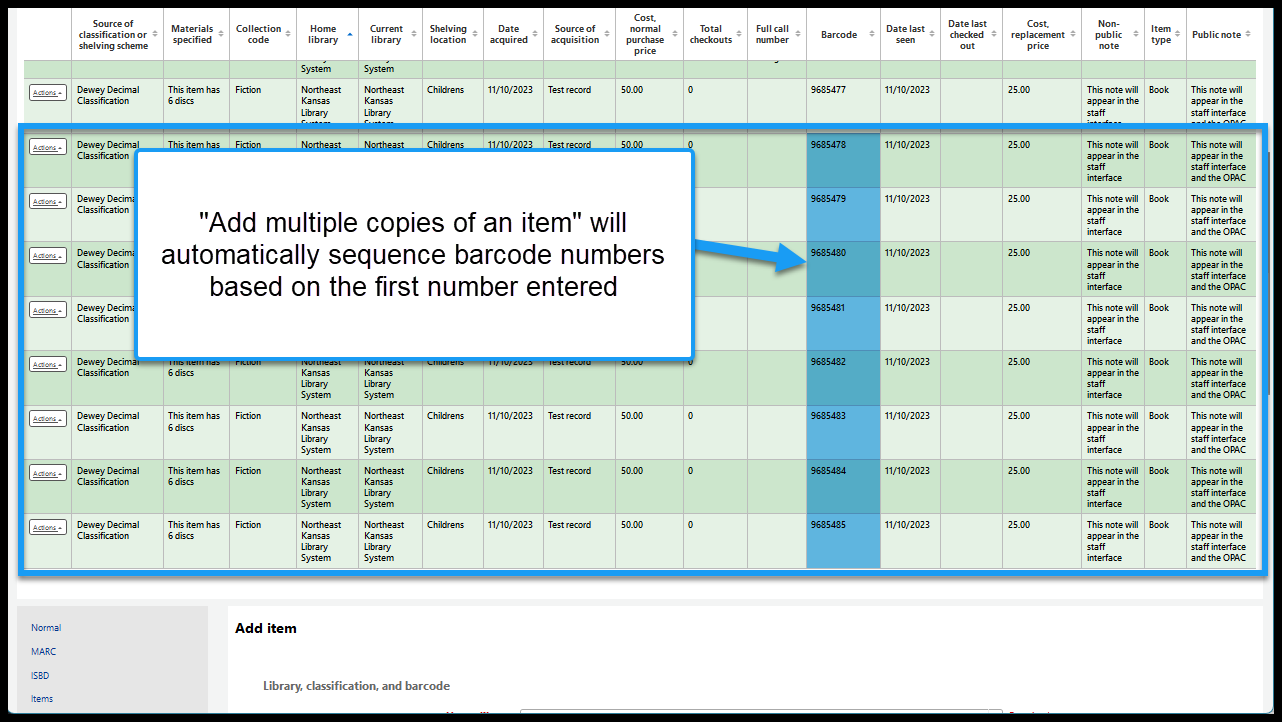 Source of classification or shelving scheme Materials specified Collection code Home library Current library Shelving location Date acquired Source of acquisition Cost, normal purchase price Total checkouts Full call number Barcode Date last seen Date last checked out Cost, replacement price Non-public note Item type Public note
System System
Actions Dewey Decimal Classification This item has 6 discs Fiction Northeast Kansas Library System Northeast Kansas Library System Childrens 11/10/2023 Test record 50.00 0 9685477 11/10/2023 25.00 This note will appear in the staff interface Book This note will appear in the staff interface and the OPAC
Actions Dewey Decimal Classification This item has Fiction Northeast Northeast Childrens 11/10/2023 Test record 50.00 0 9685478 11/10/2023 25.00 This note will appear in the staff interface Book This note will appear in the staff interface and the OPAC
"Add multiple copies of an item" will
automatically sequence barcode numbers
based on the first number entered
Actions Dewey Decima Classification 0 9685479 11/10/2023 25.00 This note will appear in the staff interface Book This note will appear in the staff interface and the OPAC
Actions Dewey Decima Classification 0 9685480 11/10/2023 25.00 This note will appear in the staff interface Book This note will appear in the staff interface and the OPAC
Actions Dewey Decima Classification 9685481 11/10/2023 25.00 This note will appear in the staff interface Book This note will appear in the staff interface and the OPAC
Actions Dewey Decimal Classification This item has 6 discs Fiction Northeast Kansas Library System Northeast Kansas Library System Childrens 11/10/2023 Test record 50.00 0 9685482 11/10/2023 25.00 This note will appear in the staff interface Book This note will appear in the staff interface and the OPAC
Actions Dewey Decimal Classification This item has 6 discs Fiction Northeast Kansas Library System Northeast Kansas Library System Childrens 11/10/2023 Test record 50.00 0 9685483 11/10/2023 25.00 This note will appear in the staff interface Book This note will appear in the staff interface and the OPAC
Actions Dewey Decimal Classification This item has 6 discs Fiction Northeast Kansas Library System Northeast Kansas Library System Childrens 11/10/2023 Test record 50.00 0 9685484 11/10/2023 25.00 This note will appear in the staff interface Book This note will appear in the staff interface and the OPAC
Actions Dewey Decimal Classification This item has 6 discs Fiction Northeast Kansas Library System Northeast Kansas Library System Childrens 11/10/2023 Test record 50.00 0 9685485 11/10/2023 25.00 This note will appear in the staff interface Book This note will appear in the staff interface and the OPAC
Normal
MARC
ISBD
Items
Add item
Library, classification, and barcode